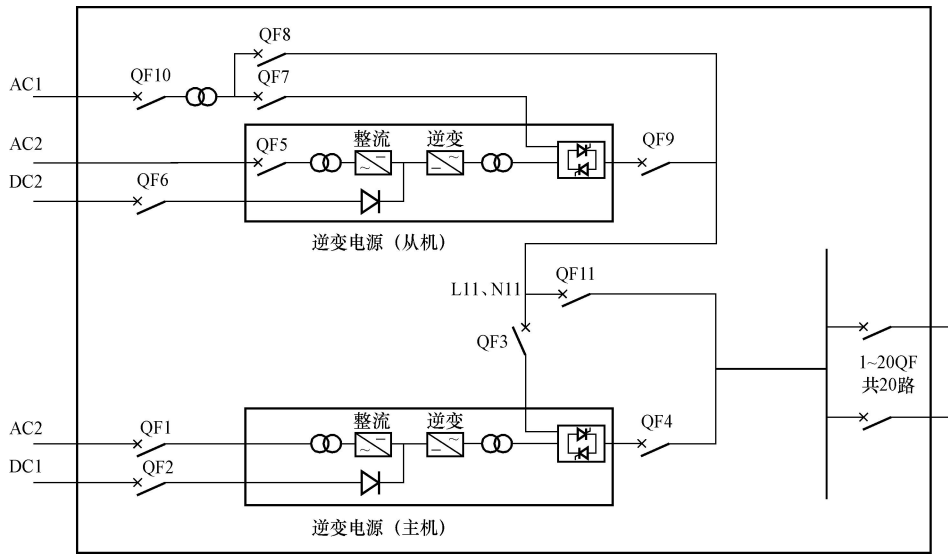 QF8
QF10
QF7
AC1
AC2
QF5
整流
逆变
QF9
DC2
QF6
逆变电源（从机）
L11、N11
QF11
QF3
1~20QF
共20路
AC2
QF1
整流
逆变
QF4
DC1
QF2
逆变电源（主机）